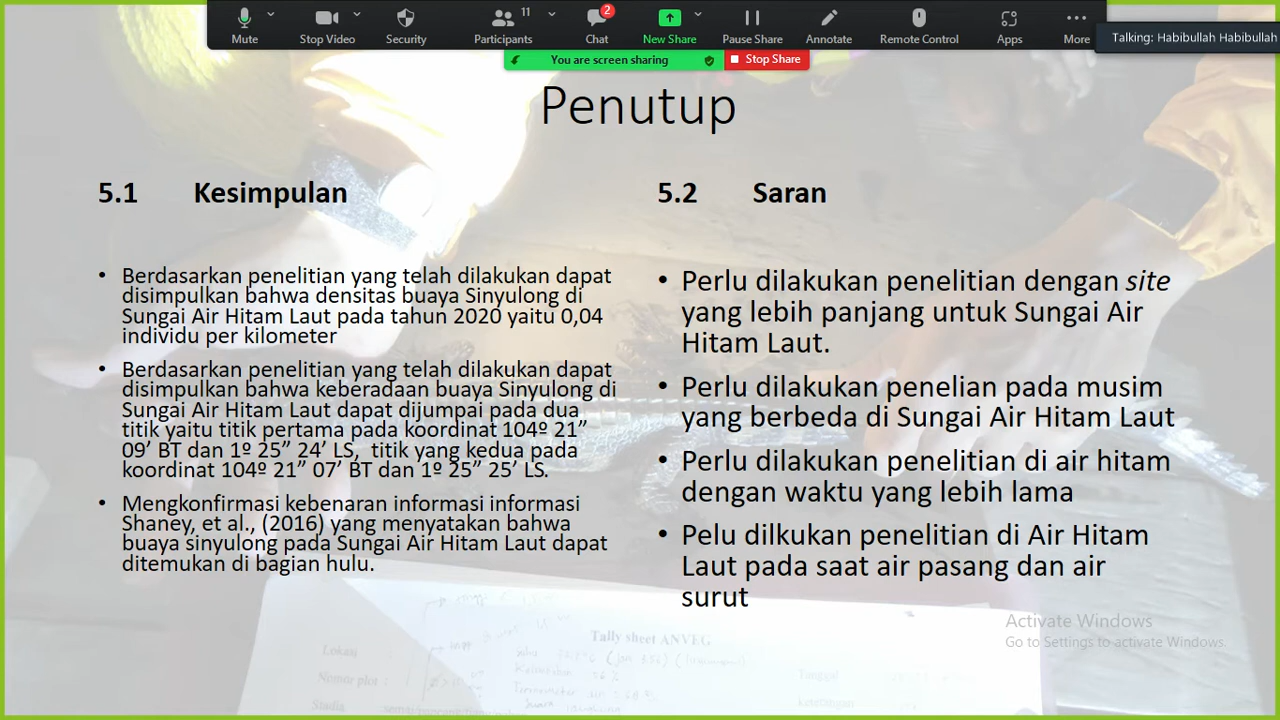 Mute
Stop Video
Security
Participants
11
Chat
2
New Share
Pause Share
Annotate
Remote Control
Apps
More
Talking: Habibullah Habibullah
You are screen sharing
Stop Share
Penutup
5.1 Kesimpulan
• Berdasarkan penelitian yang telah dilakukan dapat
disimpulkan bahwa densitas buaya Sinyulong di
Sungai Air Hitam Laut pada tahun 2020 yaitu 0,04
individu per kilometer
• Berdasarkan penelitian yang telah dilakukan dapat
disimpulkan bahwa keberadaan buaya Sinyulong di
Sungai Air Hitam Laut dapat dijumpai pada dua
titik yaitu titik pertama pada koordinat 104º 21”
09’ BT dan 1º 25” 24’ LS, titik yang kedua pada
koordinat 104º 21” 07’ BT dan 1º 25” 25’ LS.
• Mengkonfirmasi kebenaran informasi informasi
Shaney, et al., (2016) yang menyatakan bahwa
buaya sinyulong pada Sungai Air Hitam Laut dapat
ditemukan di bagian hulu.
5.2 Saran
• Perlu dilakukan penelitian dengan site
yang lebih panjang untuk Sungai Air
Hitam Laut.
• Perlu dilakukan penelian pada musim
yang berbeda di Sungai Air Hitam Laut
• Perlu dilakukan penelitian di air hitam
dengan waktu yang lebih lama
• Pelu dilkukan penelitian di Air Hitam
Laut pada saat air pasang dan air
surut
Activate Windows
Go to Settings to activate Windows.
Tally sheet ANVEG
Lokasi
Nomor plot :
Tanggal